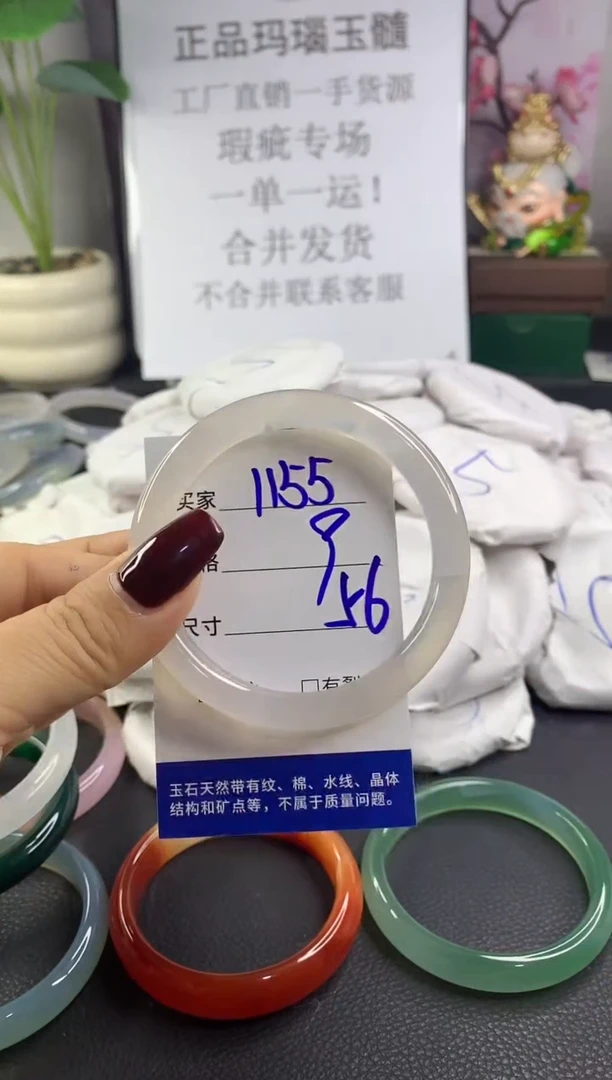 正品玛瑙玉髓
工厂直销一手货源
瑕疵专场
一单一运!
合并发货
不合并联系客服
买家 1155
格 9
尺寸 56
□有裂
玉石天然带有纹、棉、水线、晶体
结构和矿点等，不属于质量问题。
5